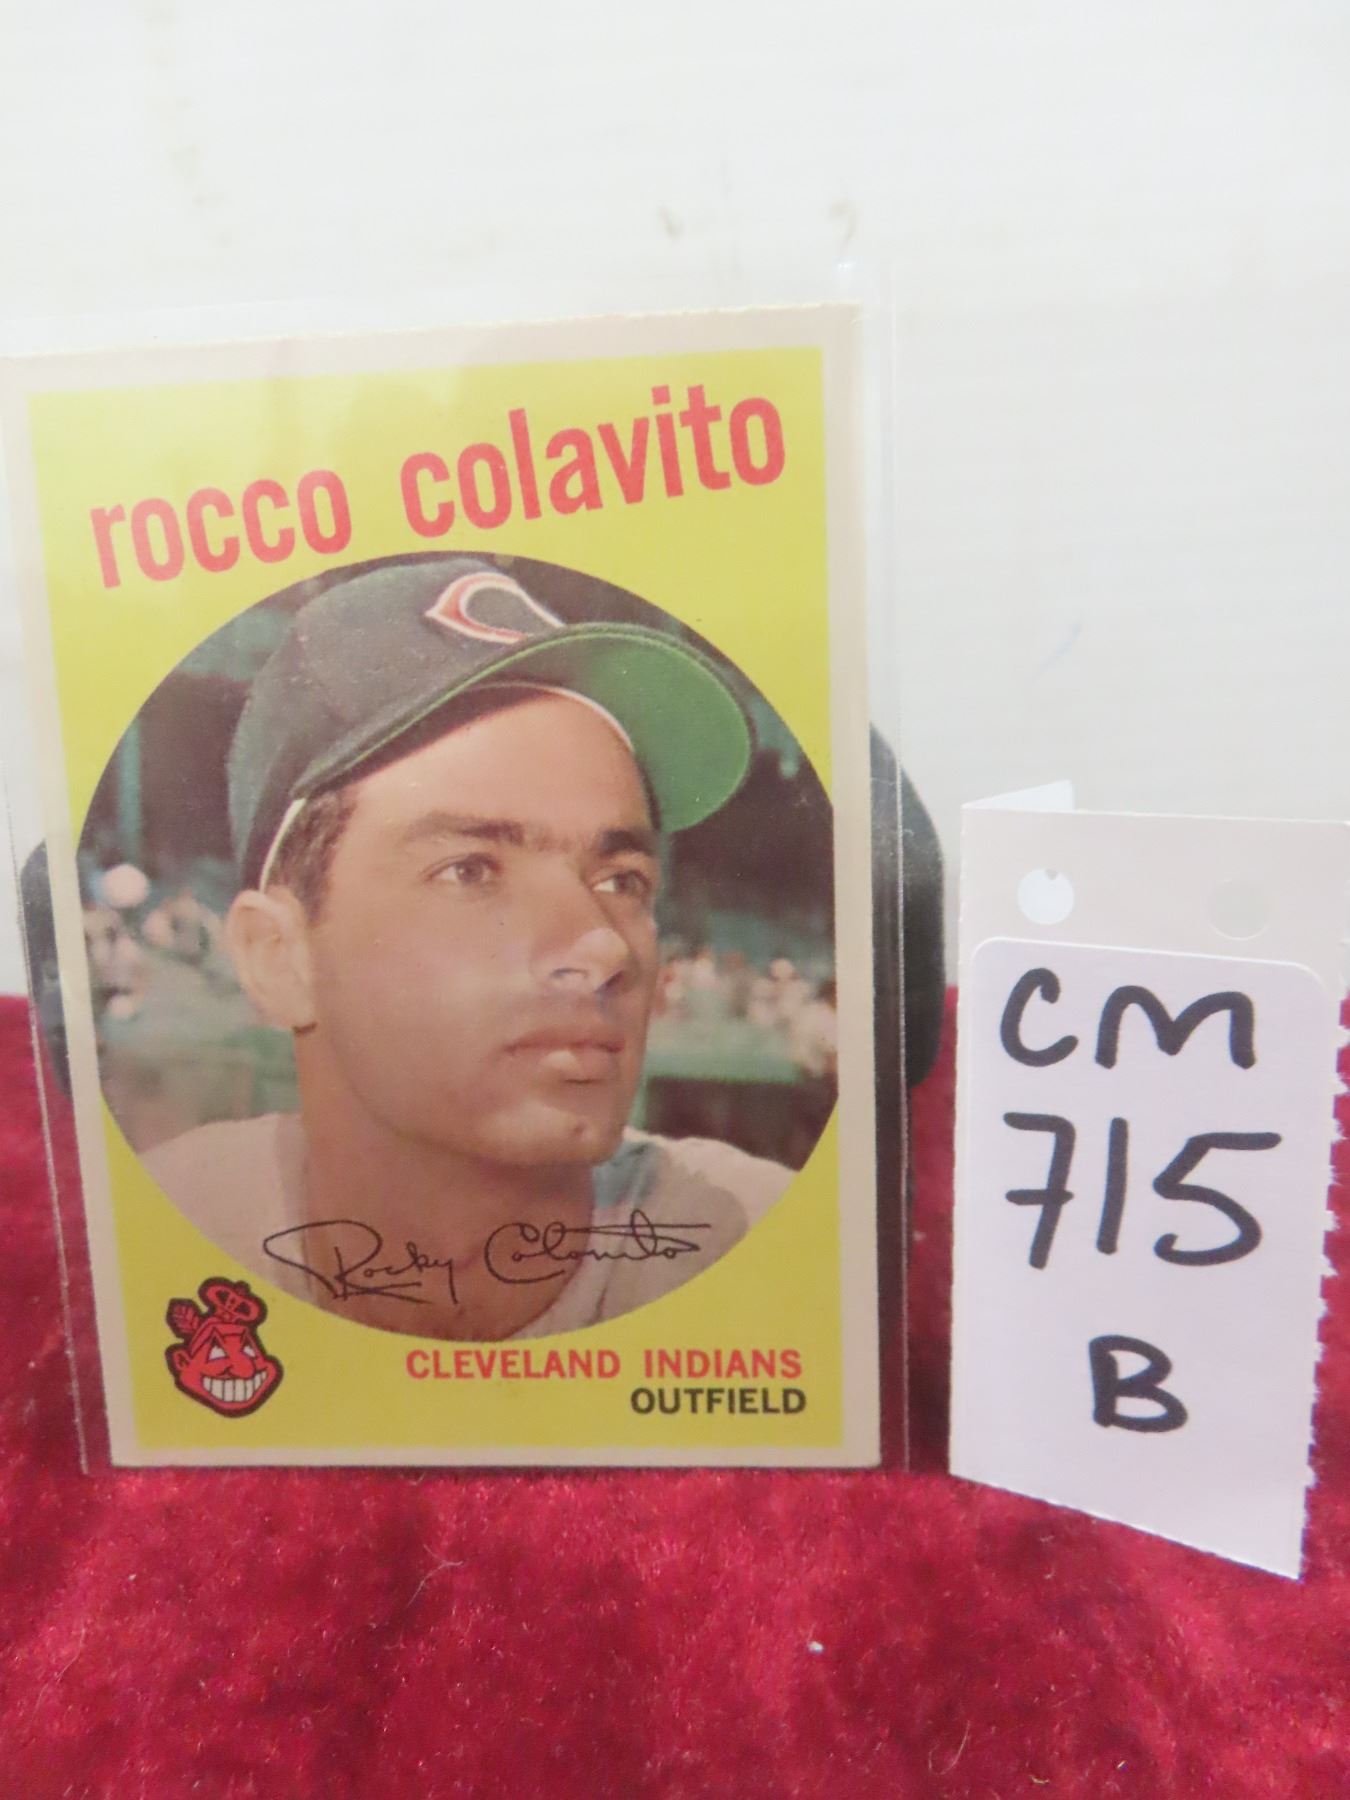 rocco colavito
C
Rocky Colavito
CLEVELAND INDIANS
OUTFIELD
CM
715
B